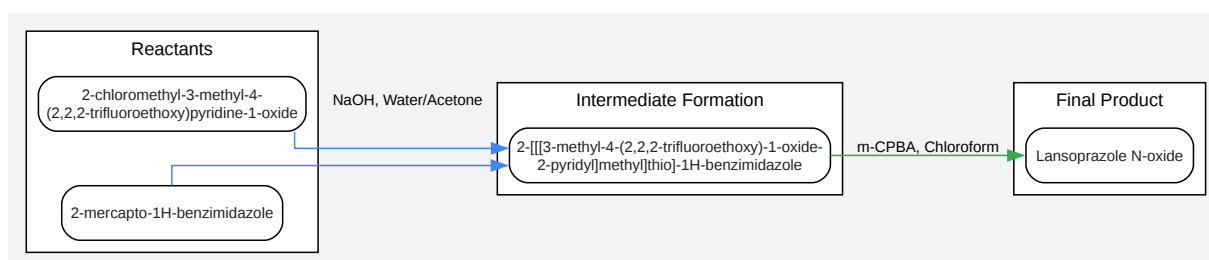 Reactants
2-chloromethyl-3-methyl-4-
(2,2,2-trifluoroethoxy)pyridine-1-oxide
2-mercapto-1H-benzimidazole
NaOH, Water/Acetone
Intermediate Formation
2-[[[3-methyl-4-(2,2,2-trifluoroethoxy)-1-oxide-
2-pyridyl]methyl]thio]-1H-benzimidazole
m-CPBA, Chloroform
Final Product
Lansoprazole N-oxide